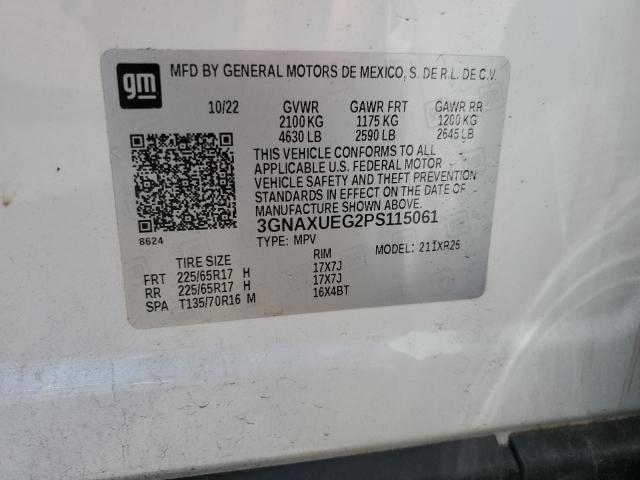 gm
MFD BY GENERAL MOTORS DE MEXICO, S. DE R.L. DE C.V.
10/22 GVWR GAWR FRT GAWR RR
2100 KG 1175 KG 1200 KG
4630 LB 2590 LB 2645 LB
THIS VEHICLE CONFORMS TO ALL
APPLICABLE U.S. FEDERAL MOTOR
VEHICLE SAFETY AND THEFT PREVENTION
STANDARDS IN EFFECT ON THE DATE OF
MANUFACTURE SHOWN ABOVE.
3GNAXUEG2PS115061
8624
TYPE: MPV MODEL: 211XR26
TIRE SIZE RIM
FRT 225/65R17 H 17X7J
RR 225/65R17 H 17X7J
SPA T135/70R16 M 16X4BT